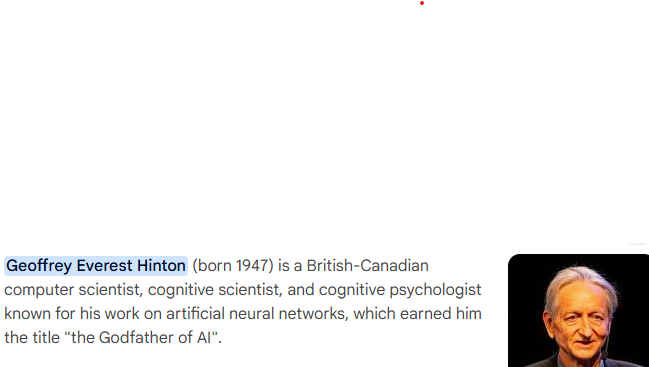 Geoffrey Everest Hinton (born 1947) is a British-Canadian
computer scientist, cognitive scientist, and cognitive psychologist
known for his work on artificial neural networks, which earned him
the title "the Godfather of AI".